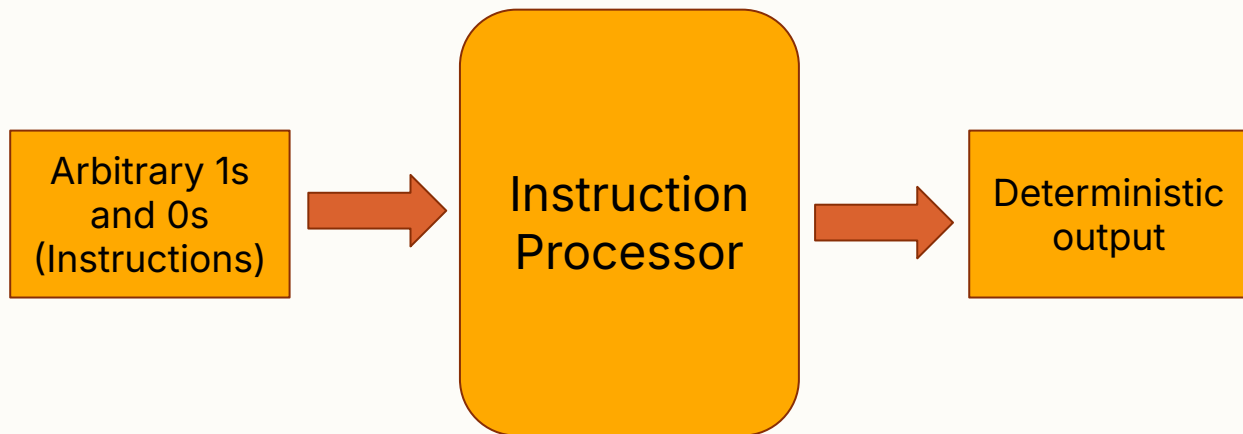 Arbitrary 1s
and 0s
(Instructions)
Instruction
Processor
Deterministic
output